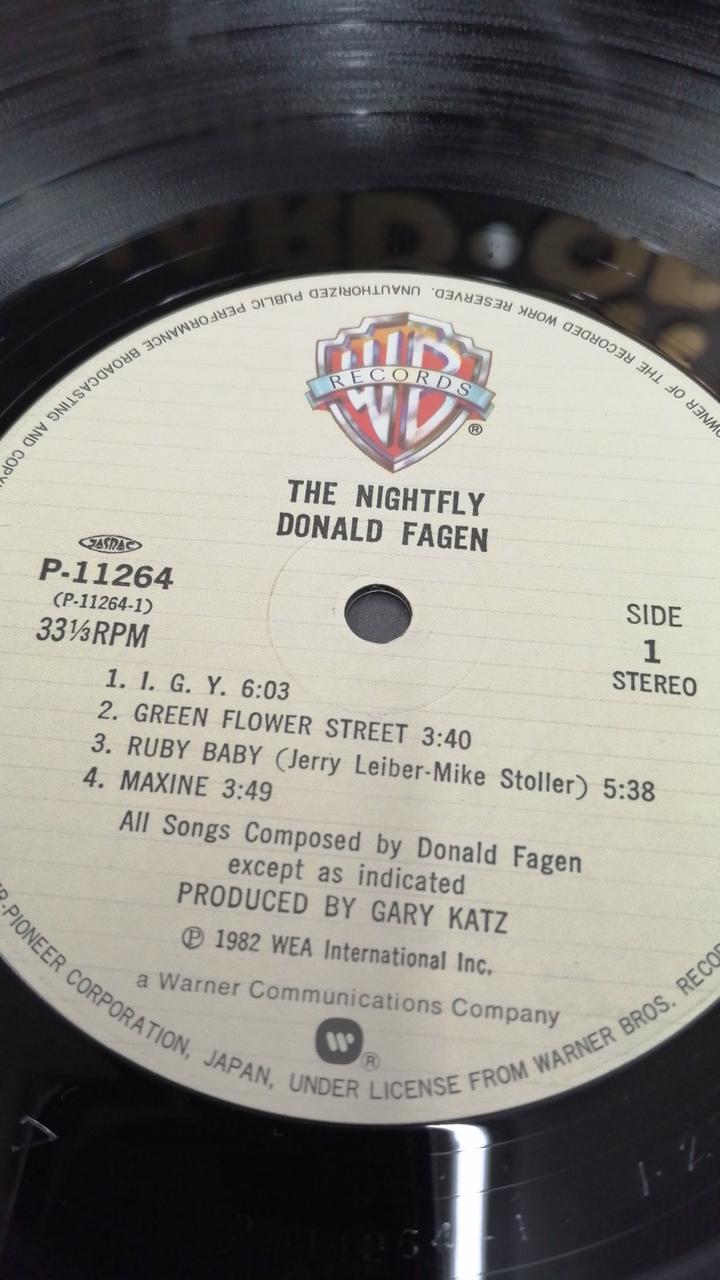 WB
RECORDS
®
THE NIGHTFLY
DONALD FAGEN
JASRAC
P-11264
(P-11264-1)
33⅓RPM
SIDE
1
STEREO
1. I. G. Y. 6:03
2. GREEN FLOWER STREET 3:40
3. RUBY BABY (Jerry Leiber-Mike Stoller) 5:38
4. MAXINE 3:49
All Songs Composed by Donald Fagen
except as indicated
PRODUCED BY GARY KATZ
℗ 1982 WEA International Inc.
a Warner Communications Company
W®
PIONEER CORPORATION, JAPAN, UNDER LICENSE FROM WARNER BROS.
OWNER OF THE RECORDED WORK RESERVED. UNAUTHORIZED PUBLIC PERFORMANCE BROADCASTING AND